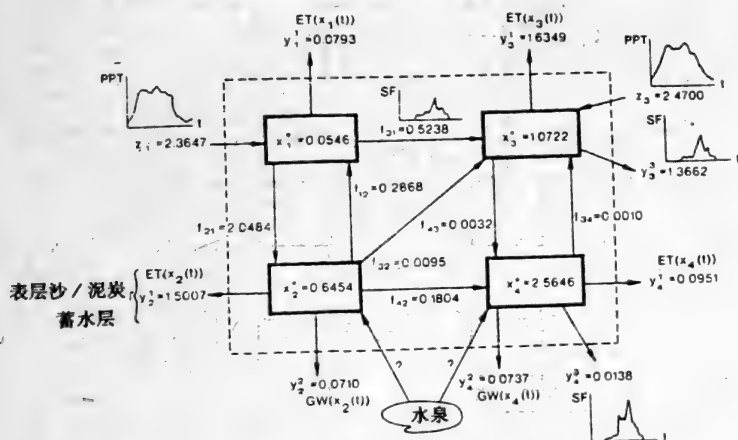 ET(x₁(t))
y₁¹=0.0793
ET(x₃(t))
y₃¹=1.6349
PPT
t
PPT
t
SF
z₃=2.4700
SF
z₁=2.3647
x₁*=0.0546
f₃₁=0.5238
x₃*=1.0722
y₃³=1.3662
f₁₂=0.2868
f₂₁=2.0484
f₄₃=0.0032
f₃₄=0.0010
f₃₂=0.0095
表层沙/泥炭
蓄水层
ET(x₂(t))
y₂¹=1.5007
x₂*=0.6454
f₄₂=0.1804
x₄*=2.5646
ET(x₄(t))
y₄¹=0.0951
?
?
y₂²=0.0710
GW(x₂(t))
水泉
y₄²=0.0737
GW(x₄(t))
y₄³=0.0138
SF